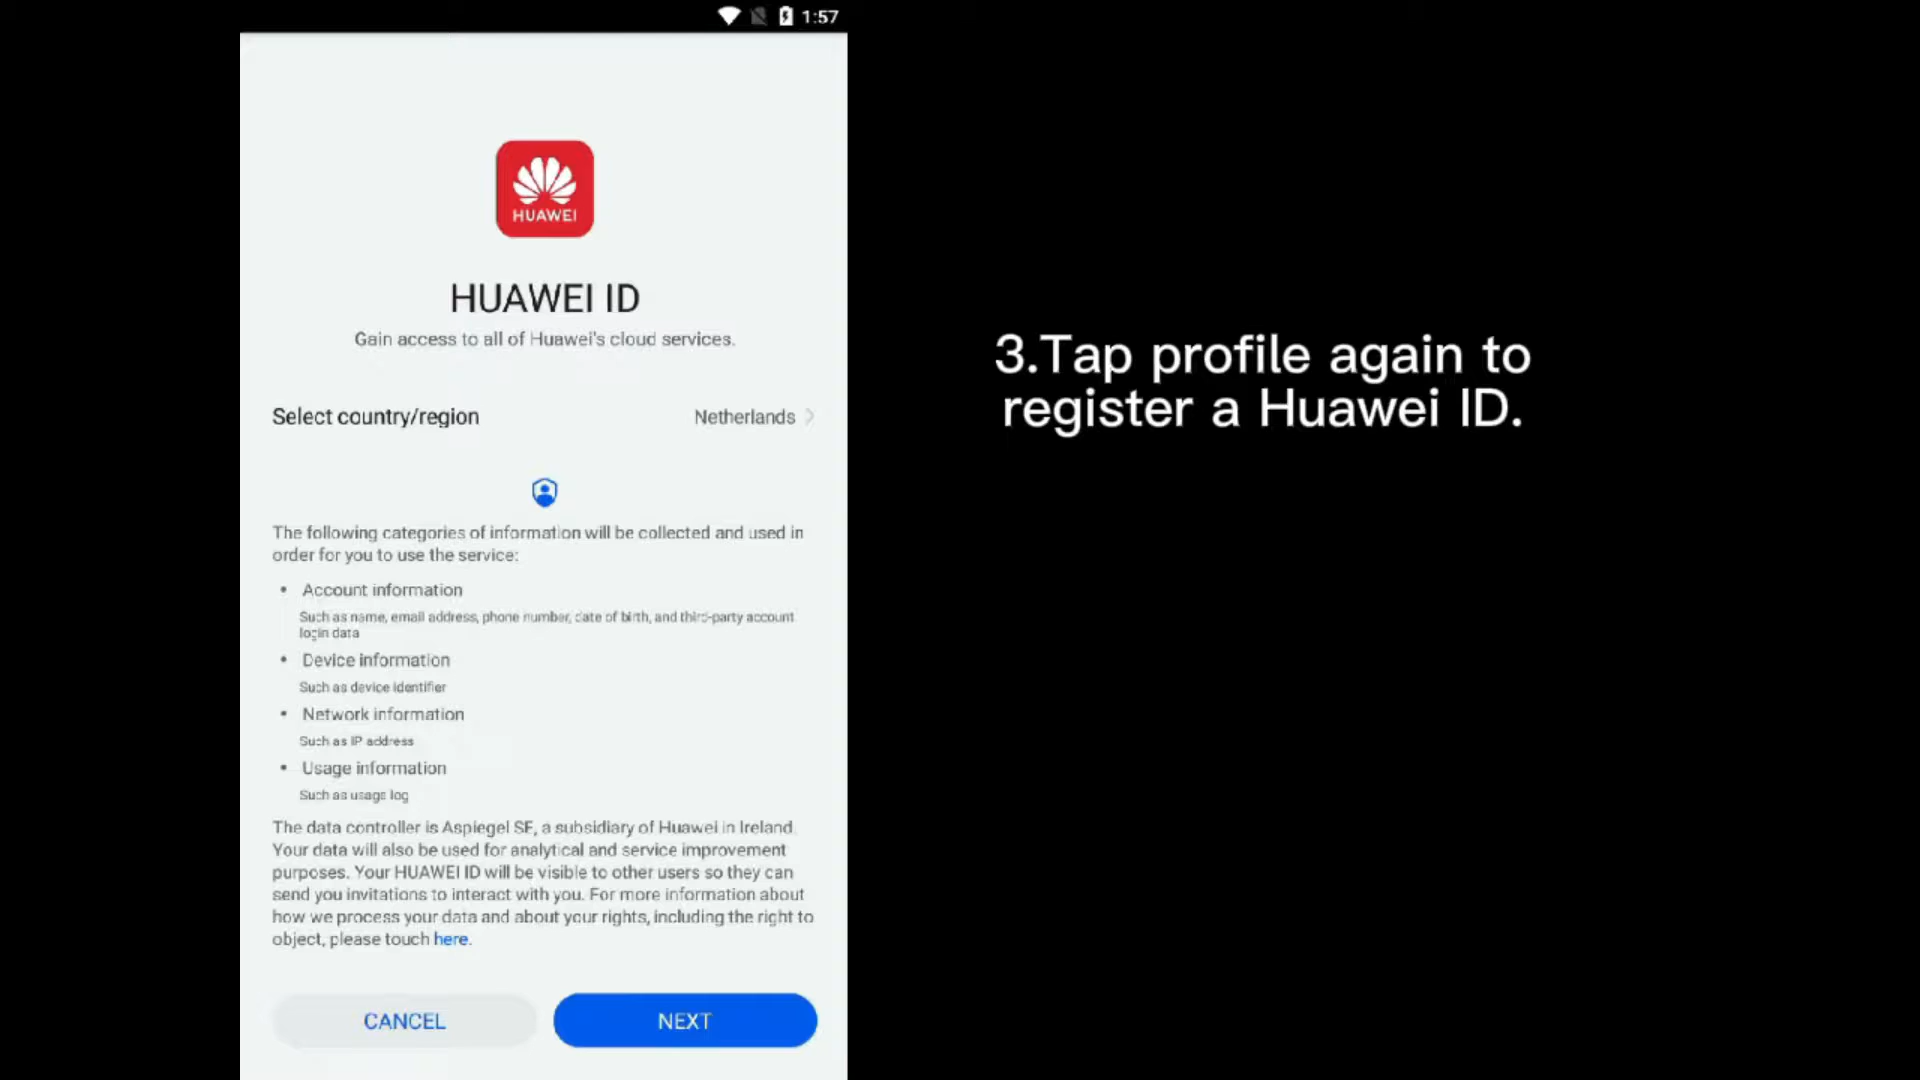 1:57
HUAWEI
HUAWEI ID
Gain access to all of Huawei's cloud services.
Select country/region
Netherlands
The following categories of information will be collected and used in
order for you to use the service:
• Account information
Such as name, email address, phone number, date of birth, and third-party account
login data
• Device information
Such as device identifier
• Network information
Such as IP address
• Usage information
Such as usage log
The data controller is Aspiegel SE, a subsidiary of Huawei in Ireland.
Your data will also be used for analytical and service improvement
purposes. Your HUAWEI ID will be visible to other users so they can
send you invitations to interact with you. For more information about
how we process your data and about your rights, including the right to
object, please touch here.
CANCEL
NEXT
3.Tap profile again to
register a Huawei ID.